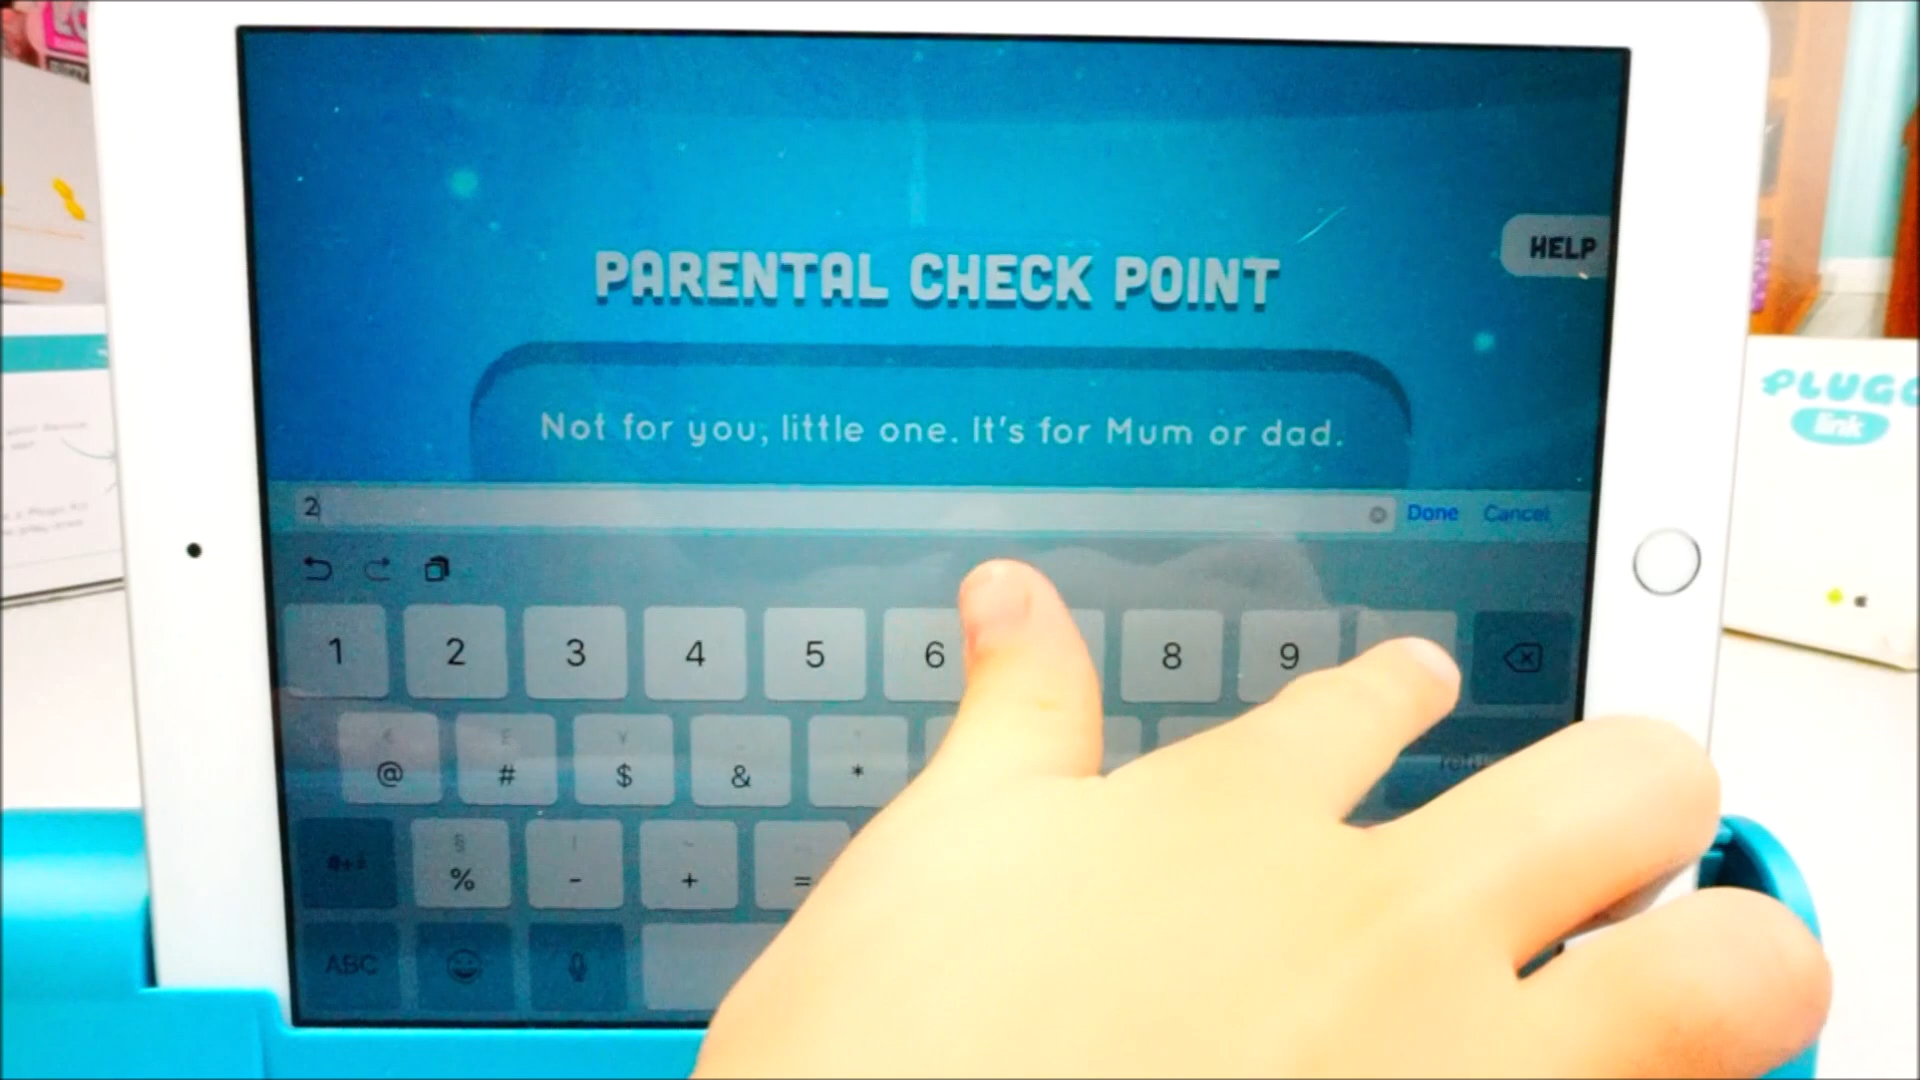 PARENTAL CHECK POINT
HELP
Not for you, little one. It's for Mum or dad.
2
Done Cancel
1 2 3 4 5 6 8 9
@ # $ & *
% - + =
ABC
PLUGO
link